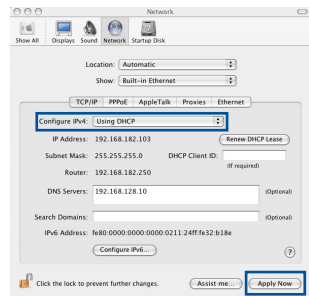 Network
Show All Displays Sound Network Startup Disk
Location: Automatic
Show: Built-in Ethernet
TCP/IP PPPoE AppleTalk Proxies Ethernet
Configure IPv4: Using DHCP
IP Address: 192.168.182.103 Renew DHCP Lease
Subnet Mask: 255.255.255.0 DHCP Client ID:
(If required)
Router: 192.168.182.250
DNS Servers: 192.168.128.10 (Optional)
Search Domains: (Optional)
IPv6 Address: fe80:0000:0000:0000:0211:24ff:fe32:b18e
Configure IPv6... ?
Click the lock to prevent further changes. Assist me... Apply Now